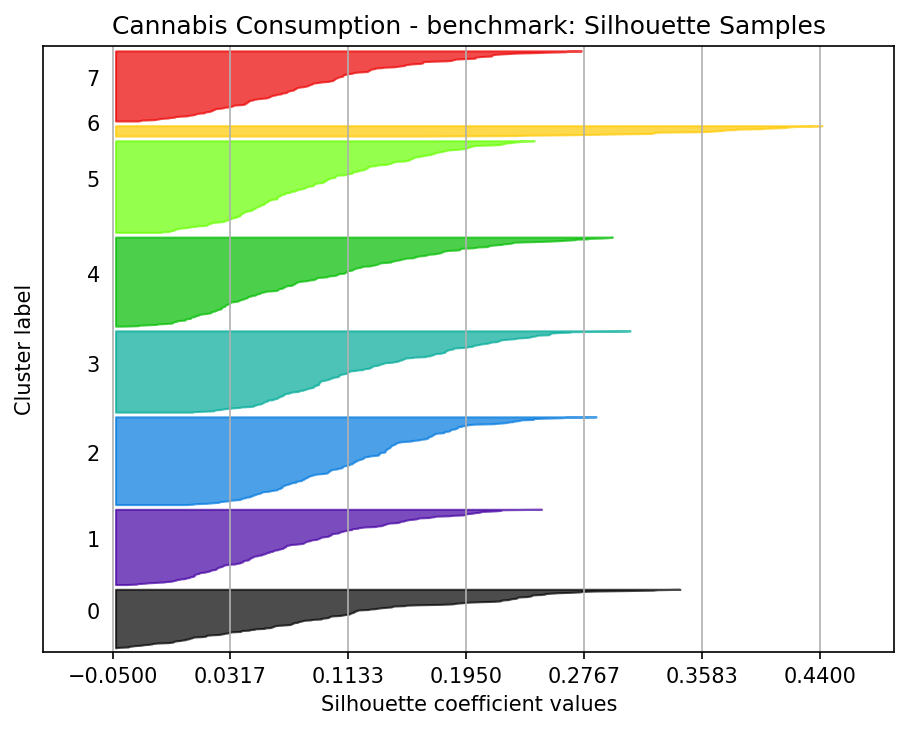 Cannabis Consumption - benchmark: Silhouette Samples
7
6
5
4
3
2
1
0
Cluster label
−0.0500 0.0317 0.1133 0.1950 0.2767 0.3583 0.4400
Silhouette coefficient values